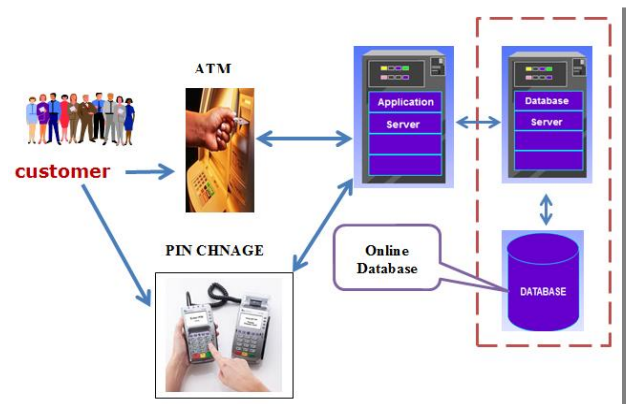 ATM
customer
PIN CHNAGE
Application
Server
Database
Server
Online
Database
DATABASE